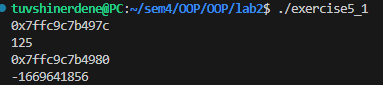 tuvshinerdene@PC:~/sem4/OOP/OOP/lab2$ ./exercise5_1
0x7ffc9c7b497c
125
0x7ffc9c7b4980
-1669641856